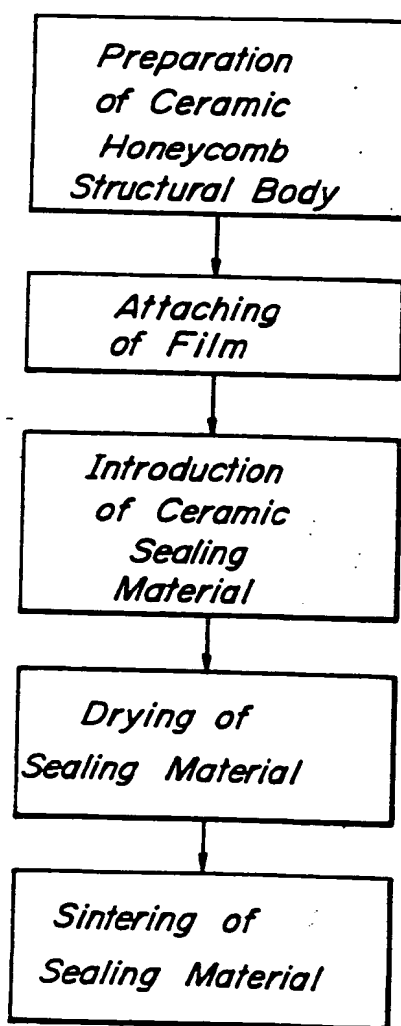 Preparation
of Ceramic
Honeycomb
Structural Body
Attaching
of Film
Introduction
of Ceramic
Sealing
Material
Drying of
Sealing Material
Sintering of
Sealing Material